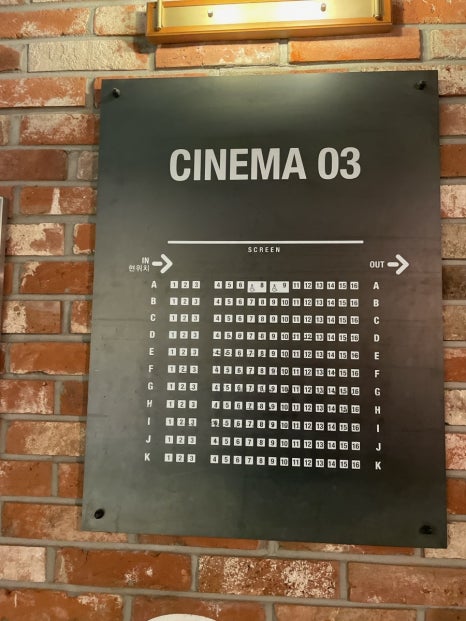 CINEMA 03
SCREEN
IN
현위치
OUT
A 1 2 3 4 5 6 8 9 11 12 13 14 15 16 A
B 1 2 3 4 5 6 7 8 9 10 11 12 13 14 15 16 B
C 1 2 3 4 5 6 7 8 9 10 11 12 13 14 15 16 C
D 1 2 3 4 5 6 7 8 9 10 11 12 13 14 15 16 D
E 1 2 3 4 5 6 7 8 9 10 11 12 13 14 15 16 E
F 1 2 3 4 5 6 7 8 9 10 11 12 13 14 15 16 F
G 1 2 3 4 5 6 7 8 9 10 11 12 13 14 15 16 G
H 1 2 3 4 5 6 7 8 9 10 11 12 13 14 15 16 H
I 1 2 3 4 5 6 7 8 9 10 11 12 13 14 15 16 I
J 1 2 3 4 5 6 7 8 9 10 11 12 13 14 15 16 J
K 1 2 3 4 5 6 7 8 9 10 11 12 13 14 15 16 K